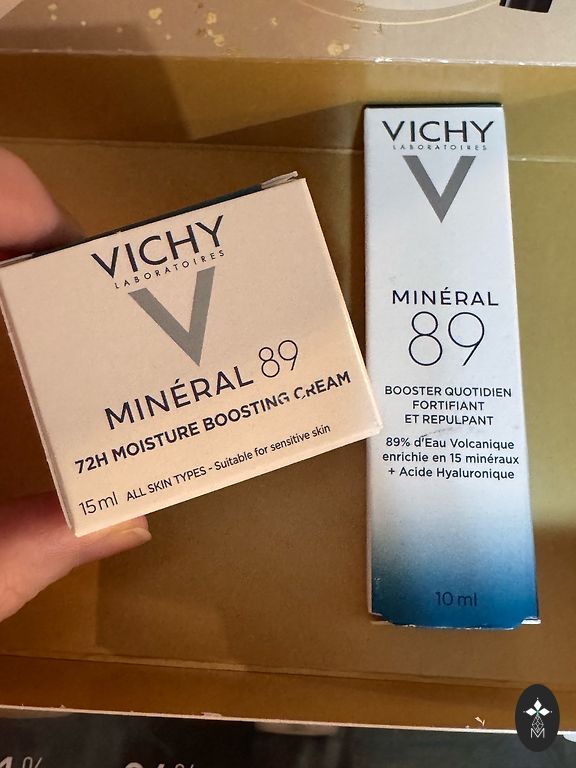 VICHY
LABORATOIRES
MINÉRAL 89
72H MOISTURE BOOSTING CREAM
15ml ALL SKIN TYPES - Suitable for sensitive skin
VICHY
LABORATOIRES
MINÉRAL
89
BOOSTER QUOTIDIEN
FORTIFIANT
ET REPULPANT
89% d'Eau Volcanique
enrichie en 15 minéraux
+ Acide Hyaluronique
10 ml